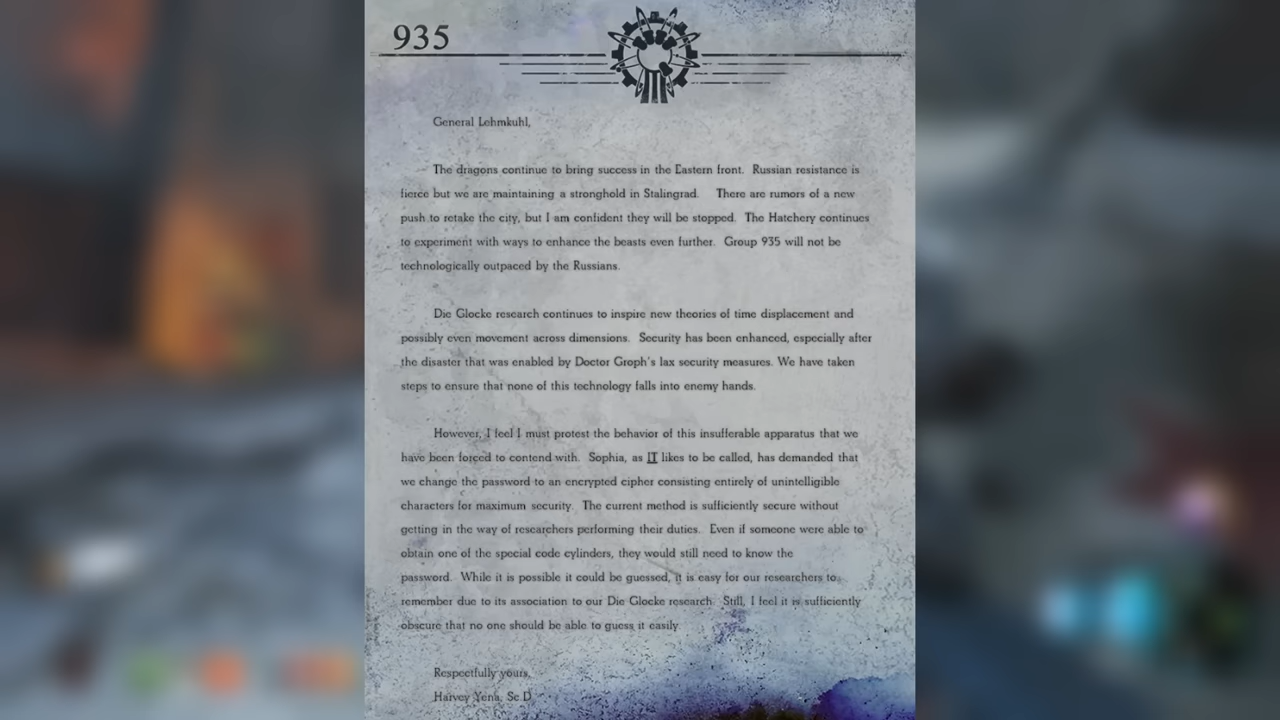 935
General Lehmkuhl,
The dragons continue to bring success in the Eastern front. Russian resistance is
fierce but we are maintaining a stronghold in Stalingrad. There are rumors of a new
push to retake the city, but I am confident they will be stopped. The Hatchery continues
to experiment with ways to enhance the beasts even further. Group 935 will not be
technologically outpaced by the Russians.
Die Glocke research continues to inspire new theories of time displacement and
possibly even movement across dimensions. Security has been enhanced, especially after
the disaster that was enabled by Doctor Groph's lax security measures. We have taken
steps to ensure that none of this technology falls into enemy hands.
However, I feel I must protest the behavior of this insufferable apparatus that we
have been forced to contend with. Sophia, as IT likes to be called, has demanded that
we change the password to an encrypted cipher consisting entirely of unintelligible
characters for maximum security. The current method is sufficiently secure without
getting in the way of researchers performing their duties. Even if someone were able to
obtain one of the special code cylinders, they would still need to know the
password. While it is possible it could be guessed, it is easy for our researchers to
remember due to its association to our Die Glocke research. Still, I feel it is sufficiently
obscure that no one should be able to guess it easily.
Respectfully yours,
Harvey Yena, Sc.D